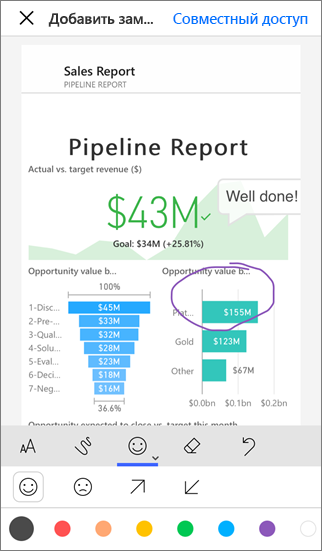 Добавить зам... Совместный доступ
Sales Report
PIPELINE REPORT
Pipeline Report
Actual vs. target revenue ($)
$43M
Well done!
Goal: $34M (+25.81%)
Opportunity value b...
100%
1-Disc... $45M
2-Pre-... $33M
3-Qual... $32M
4-Solu... $28M
5-Eval... $23M
6-Deci... $18M
7-Neg... $16M
36.6%
Opportunity value b...
Plat... $155M
Gold $123M
Other $67M
$0.0bn $0.1bn $0.2bn
Opportunity expected to close vs. target this month
AA